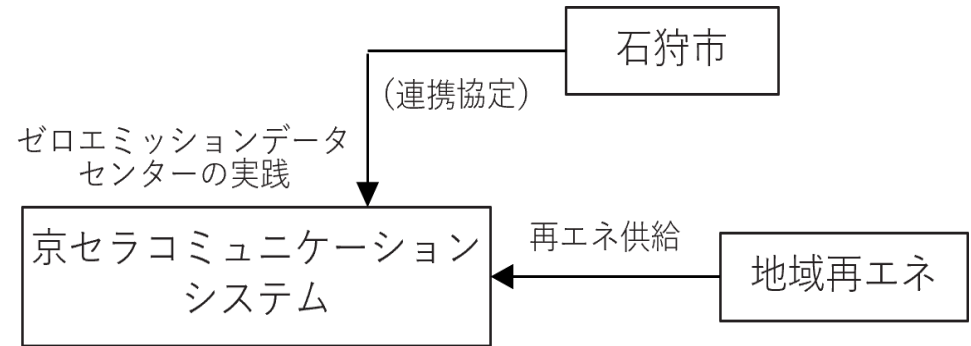 石狩市
(連携協定)
ゼロエミッションデータ
センターの実践
京セラコミュニケーション
システム
再エネ供給
地域再エネ